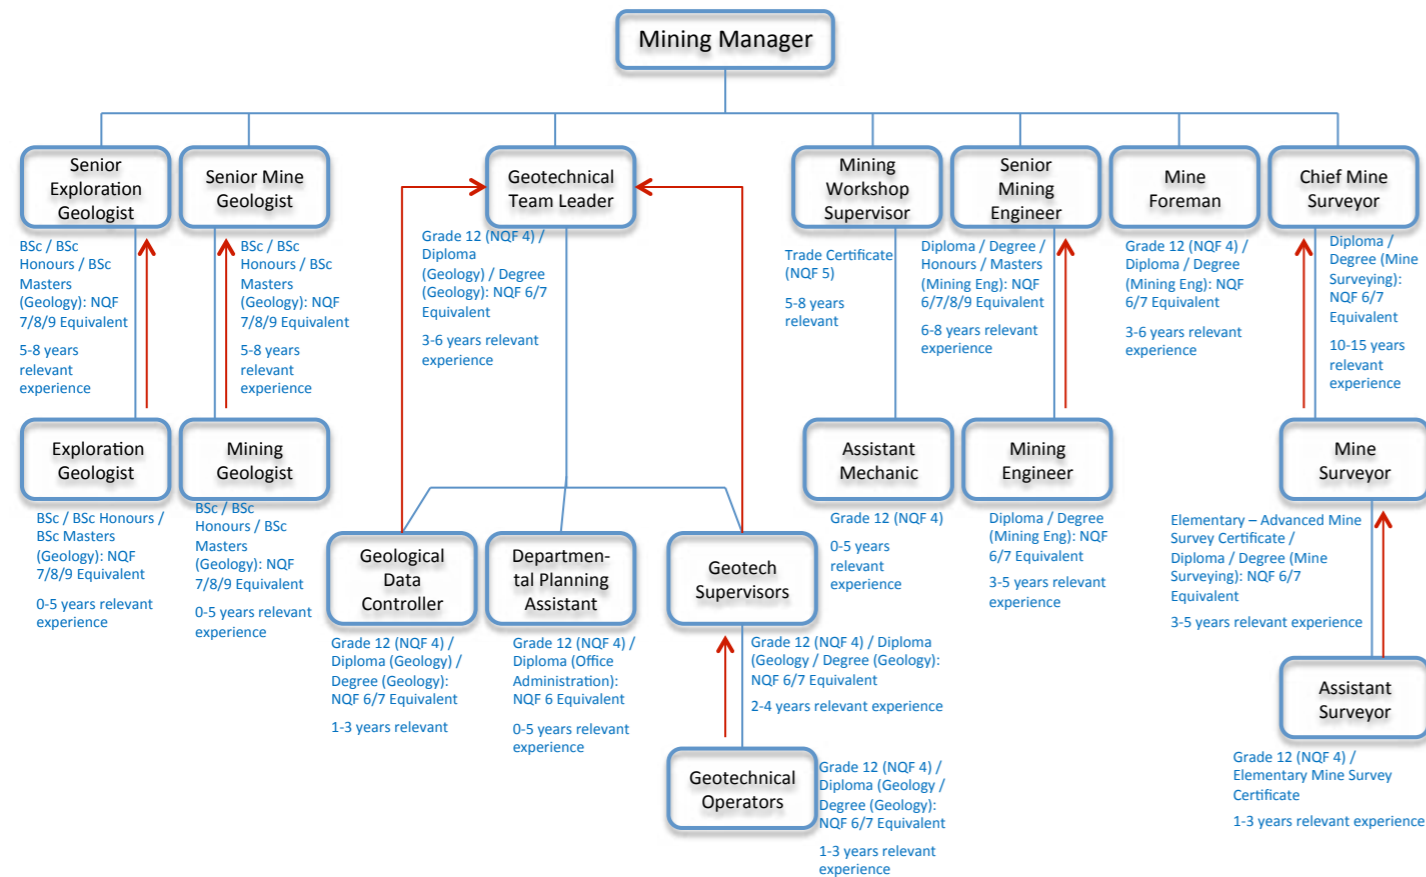 Mining Manager
Senior
Exploration
Geologist
Senior Mine
Geologist
Geotechnical
Team Leader
Mining
Workshop
Supervisor
Senior
Mining
Engineer
Mine
Foreman
Chief Mine
Surveyor
BSc / BSc
Honours / BSc
Masters
(Geology): NQF
7/8/9 Equivalent
5-8 years
relevant
experience
BSc / BSc
Honours / BSc
Masters
(Geology): NQF
7/8/9 Equivalent
5-8 years
relevant
experience
Grade 12 (NQF 4) /
Diploma
(Geology) / Degree
(Geology): NQF 6/7
Equivalent
3-6 years relevant
experience
Trade Certificate
(NQF 5)
5-8 years
relevant
Diploma / Degree /
Honours / Masters
(Mining Eng): NQF
6/7/8/9 Equivalent
6-8 years relevant
experience
Grade 12 (NQF 4) /
Diploma / Degree
(Mining Eng): NQF
6/7 Equivalent
3-6 years relevant
experience
Diploma /
Degree (Mine
Surveying):
NQF 6/7
Equivalent
10-15 years
relevant
experience
Exploration
Geologist
Mining
Geologist
Assistant
Mechanic
Mining
Engineer
Mine
Surveyor
BSc / BSc Honours /
BSc Masters
(Geology): NQF
7/8/9 Equivalent
0-5 years relevant
experience
BSc / BSc
Honours / BSc
Masters
(Geology): NQF
7/8/9 Equivalent
0-5 years relevant
experience
Grade 12 (NQF 4)
0-5 years
relevant
experience
Diploma / Degree
(Mining Eng): NQF
6/7 Equivalent
3-5 years relevant
experience
Elementary – Advanced Mine
Survey Certificate /
Diploma / Degree (Mine
Surveying): NQF 6/7
Equivalent
3-5 years relevant experience
Geological
Data
Controller
Departmen-
tal Planning
Assistant
Geotech
Supervisors
Grade 12 (NQF 4) /
Diploma (Geology) /
Degree (Geology):
NQF 6/7 Equivalent
1-3 years relevant
Grade 12 (NQF 4) /
Diploma (Office
Administration):
NQF 6 Equivalent
0-5 years relevant
experience
Grade 12 (NQF 4) / Diploma
(Geology / Degree (Geology):
NQF 6/7 Equivalent
2-4 years relevant experience
Assistant
Surveyor
Geotechnical
Operators
Grade 12 (NQF 4) /
Diploma (Geology /
Degree (Geology):
NQF 6/7 Equivalent
1-3 years relevant
experience
Grade 12 (NQF 4) /
Elementary Mine Survey
Certificate
1-3 years relevant experience